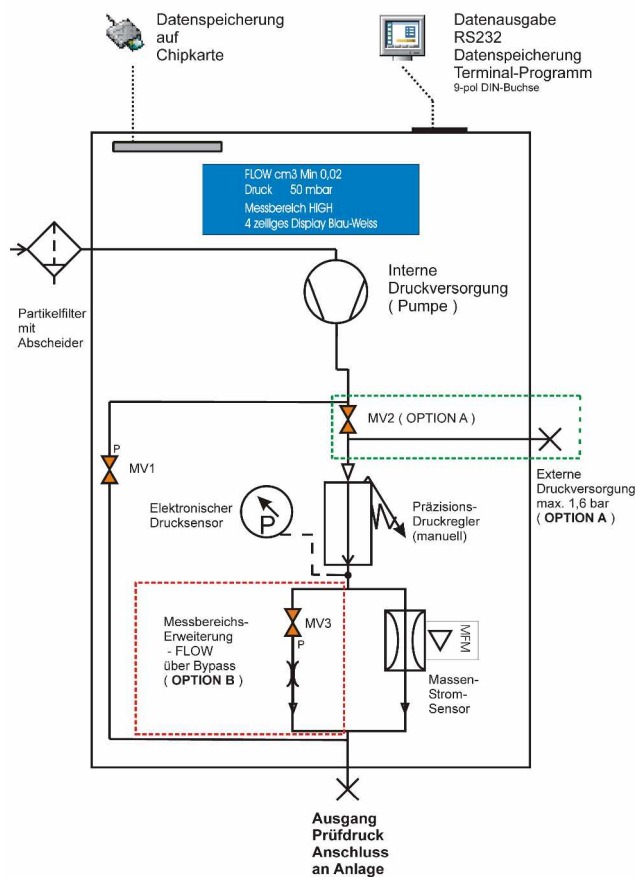 Datenspeicherung
auf
Chipkarte
Datenausgabe
RS232
Datenspeicherung
Terminal-Programm
9-pol DIN-Buchse
FLOW cm3 Min 0,02
Druck 50 mbar
Messbereich HIGH
4 zeiliges Display Blau-Weiss
Partikelfilter
mit
Abscheider
Interne
Druckversorgung
( Pumpe )
MV2 ( OPTION A )
P
MV1
Externe
Druckversorgung
max. 1,6 bar
( OPTION A )
Elektronischer
Drucksensor
P
Präzisions-
Druckregler
(manuell)
Messbereichs-
Erweiterung
- FLOW
über Bypass
( OPTION B )
MV3
P
MFM
Massen-
Strom-
Sensor
Ausgang
Prüfdruck
Anschluss
an Anlage